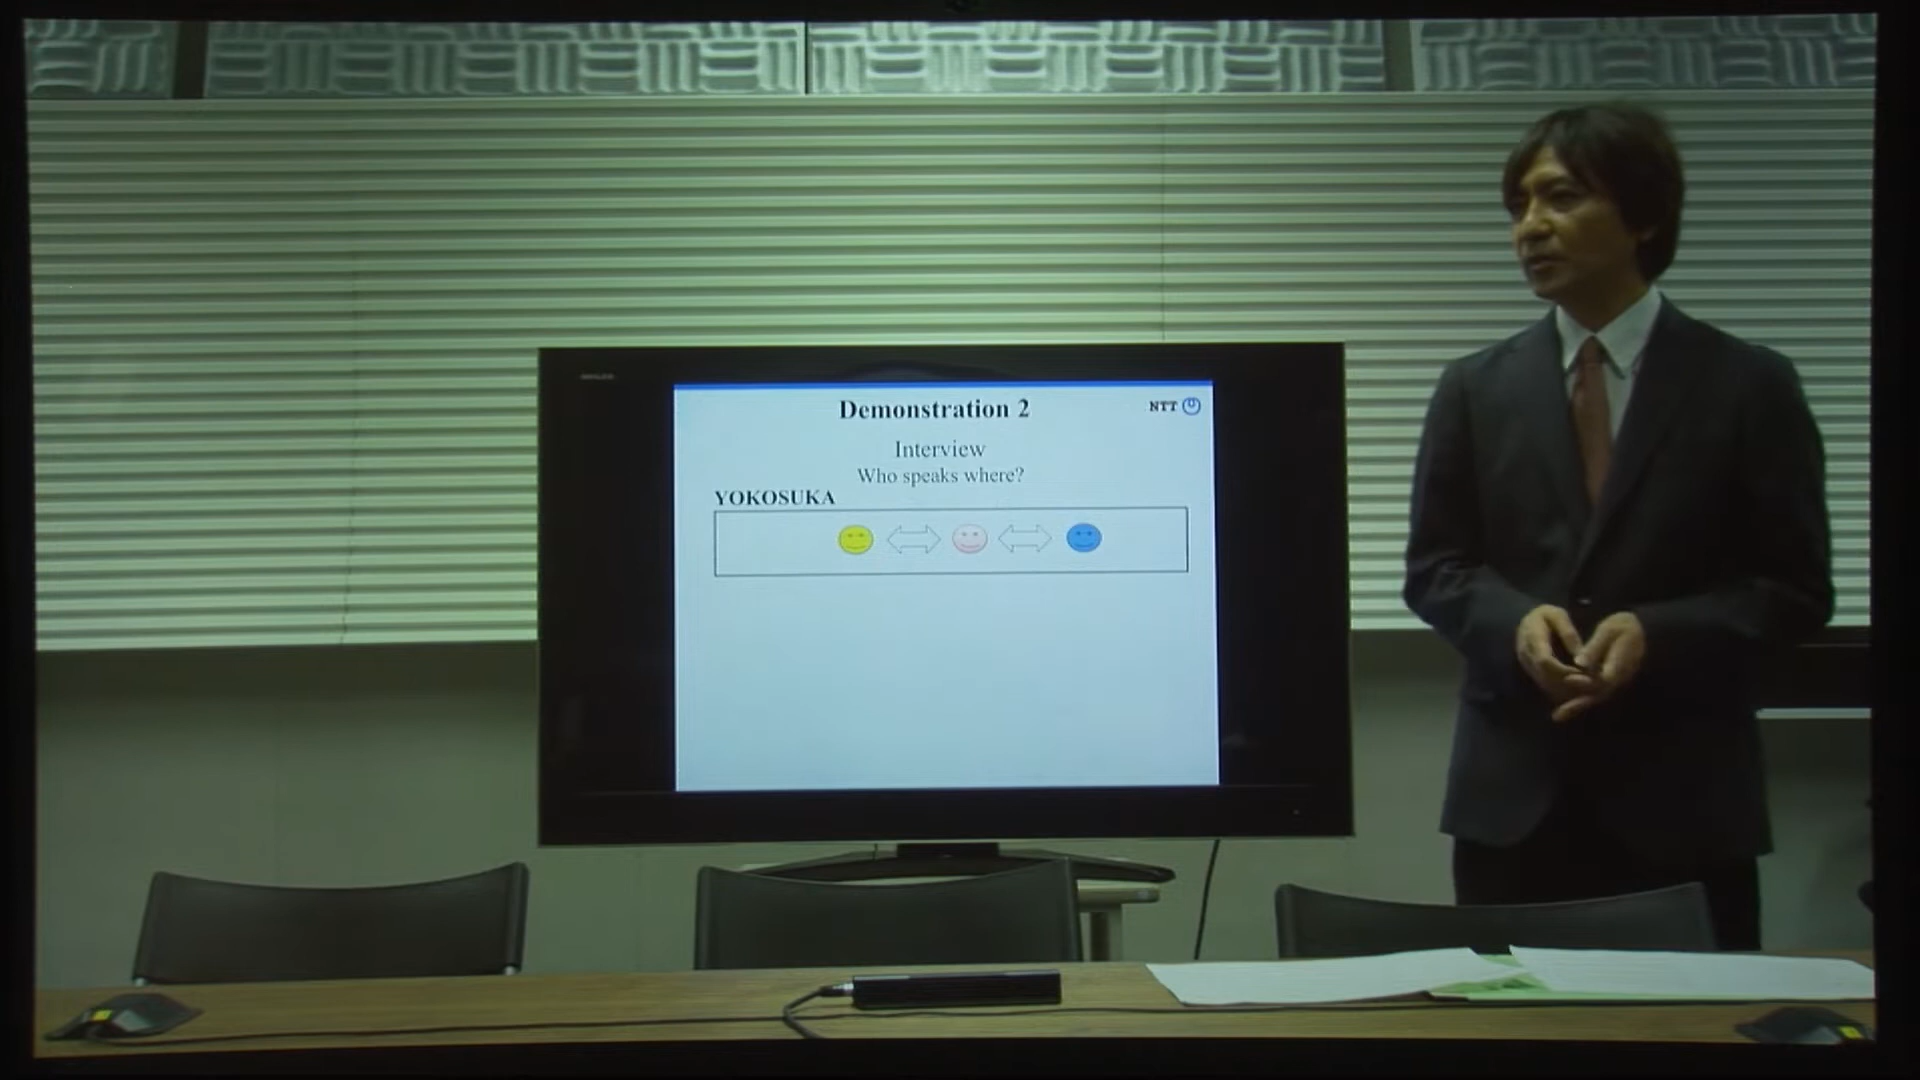 Demonstration 2
NTT
Interview
Who speaks where?
YOKOSUKA